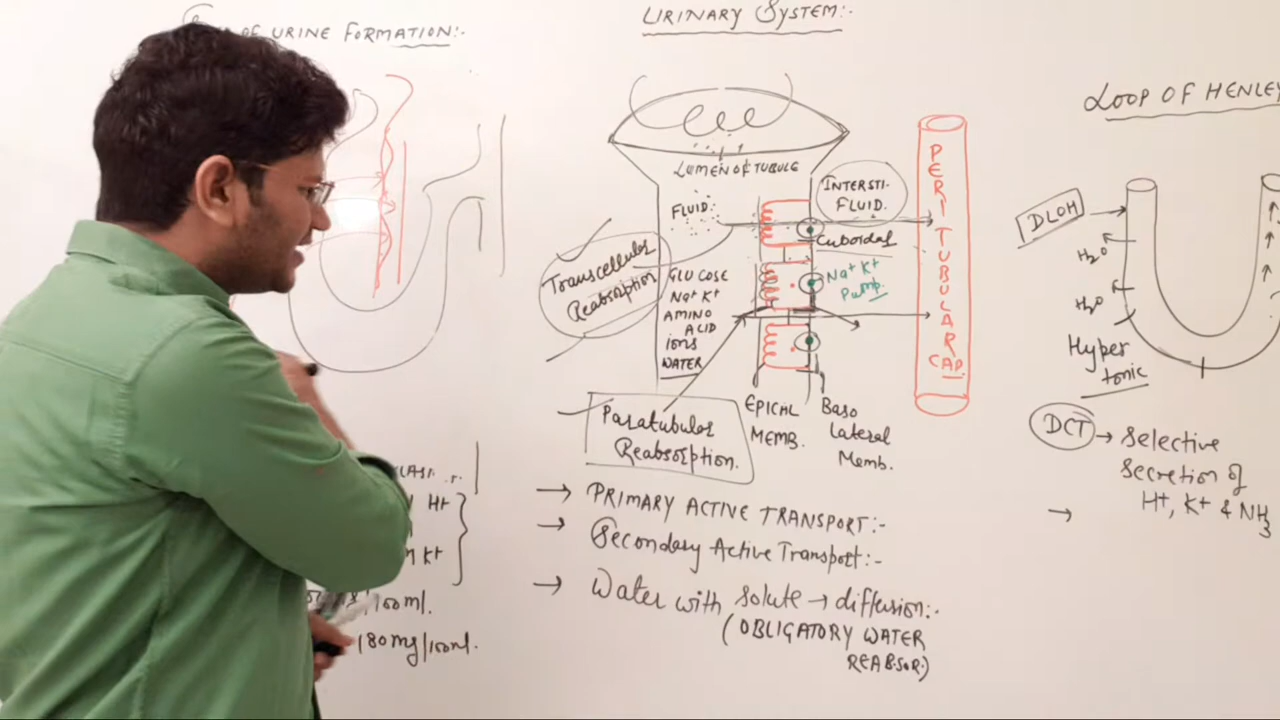 OF URINE FORMATION:-
URINARY SYSTEM:-
LOOP OF HENLEY
LUMEN OF TUBULE
FLUID:
INTERSTI-
FLUID.
Cuboidal
Transcellular
Reabsorption
GLUCOSE
Na+ K+
AMINO
ACID
ions
WATER
Na+ K+
Pump.
PERITUBULAR
CAP.
EPICAL
MEMB.
Baso
lateral
Memb.
Paratubular
Reabsorption.
DLOH
H2O
H2O
Hyper
tonic
DCT → Selective
Secretion of
H+, K+ & NH3
→
→ PRIMARY ACTIVE TRANSPORT:-
→ Secondary Active Transport:-
→ Water with Solute → diffusion:-
(OBLIGATORY WATER
REABSOR)
H+
K+
/100ml.
180mg/100ml.